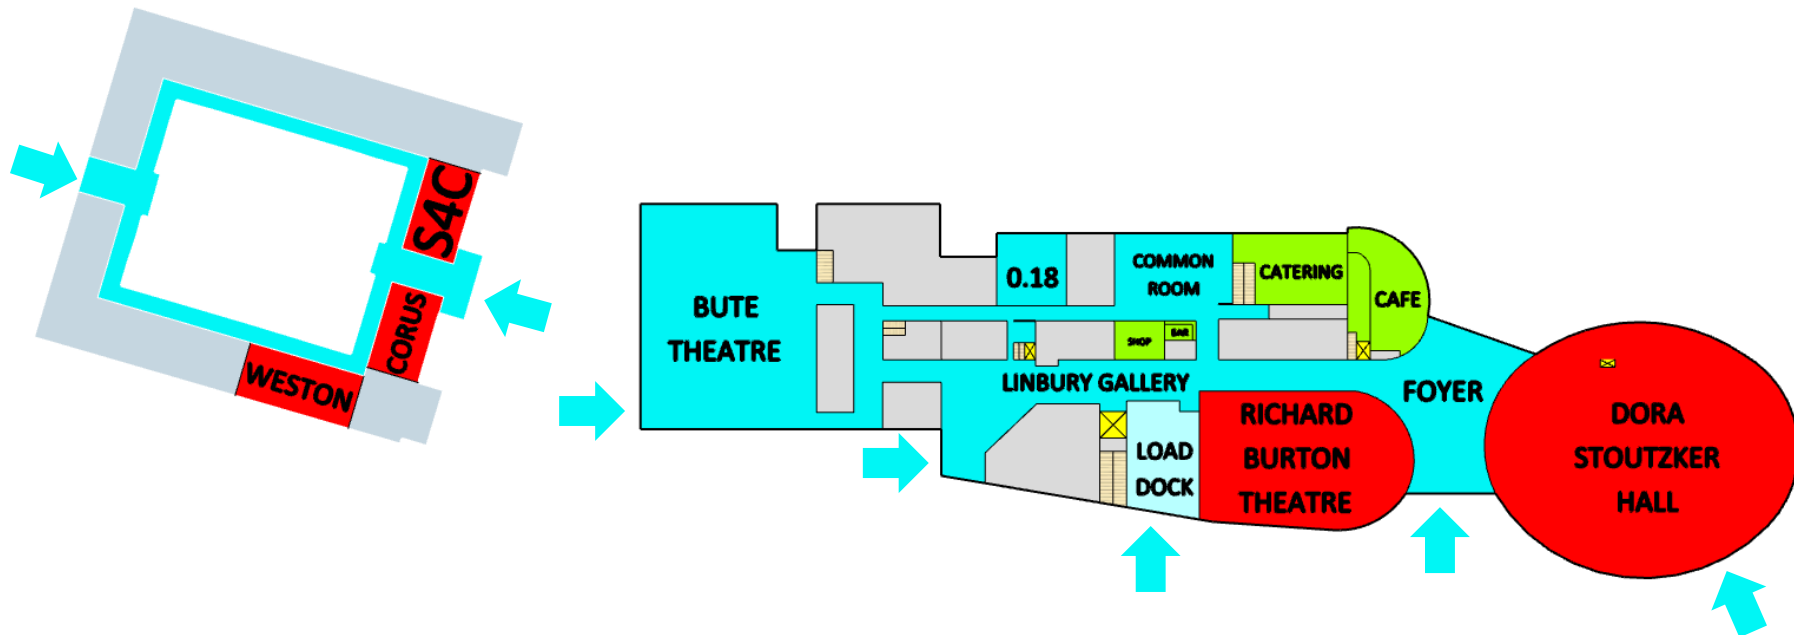 S4C
CORUS
WESTON
BUTE
THEATRE
0.18
COMMON
ROOM
CATERING
CAFE
SHOP
BAR
LINBURY GALLERY
LOAD
DOCK
RICHARD
BURTON
THEATRE
FOYER
DORA
STOUTZKER
HALL